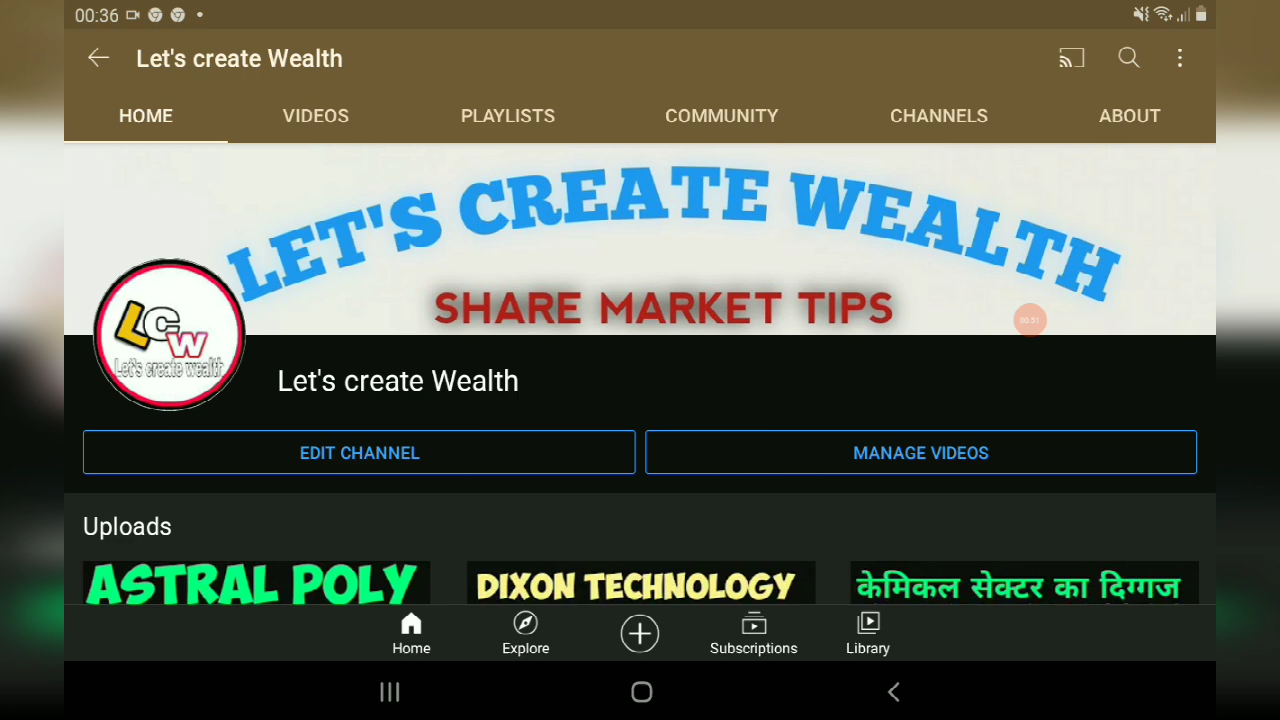 00:36
Let's create Wealth
HOME VIDEOS PLAYLISTS COMMUNITY CHANNELS ABOUT
LET'S CREATE WEALTH
SHARE MARKET TIPS
00:51
LCW
Let's create wealth
Let's create Wealth
EDIT CHANNEL MANAGE VIDEOS
Uploads
ASTRAL POLY DIXON TECHNOLOGY केमिकल सेक्टर का दिग्गज
Home Explore Subscriptions Library